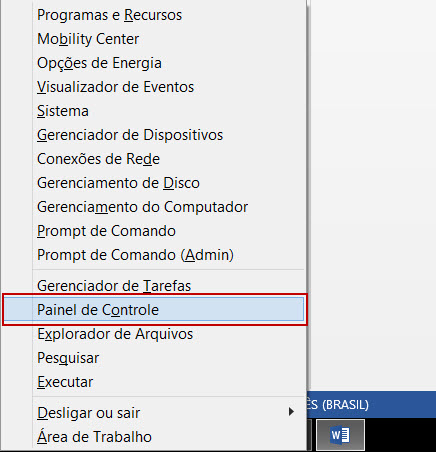 Programas e Recursos
Mobility Center
Opções de Energia
Visualizador de Eventos
Sistema
Gerenciador de Dispositivos
Conexões de Rede
Gerenciamento de Disco
Gerenciamento do Computador
Prompt de Comando
Prompt de Comando (Admin)
Gerenciador de Tarefas
Painel de Controle
Explorador de Arquivos
Pesquisar
Executar
Desligar ou sair
Área de Trabalho
ÊS (BRASIL)
W